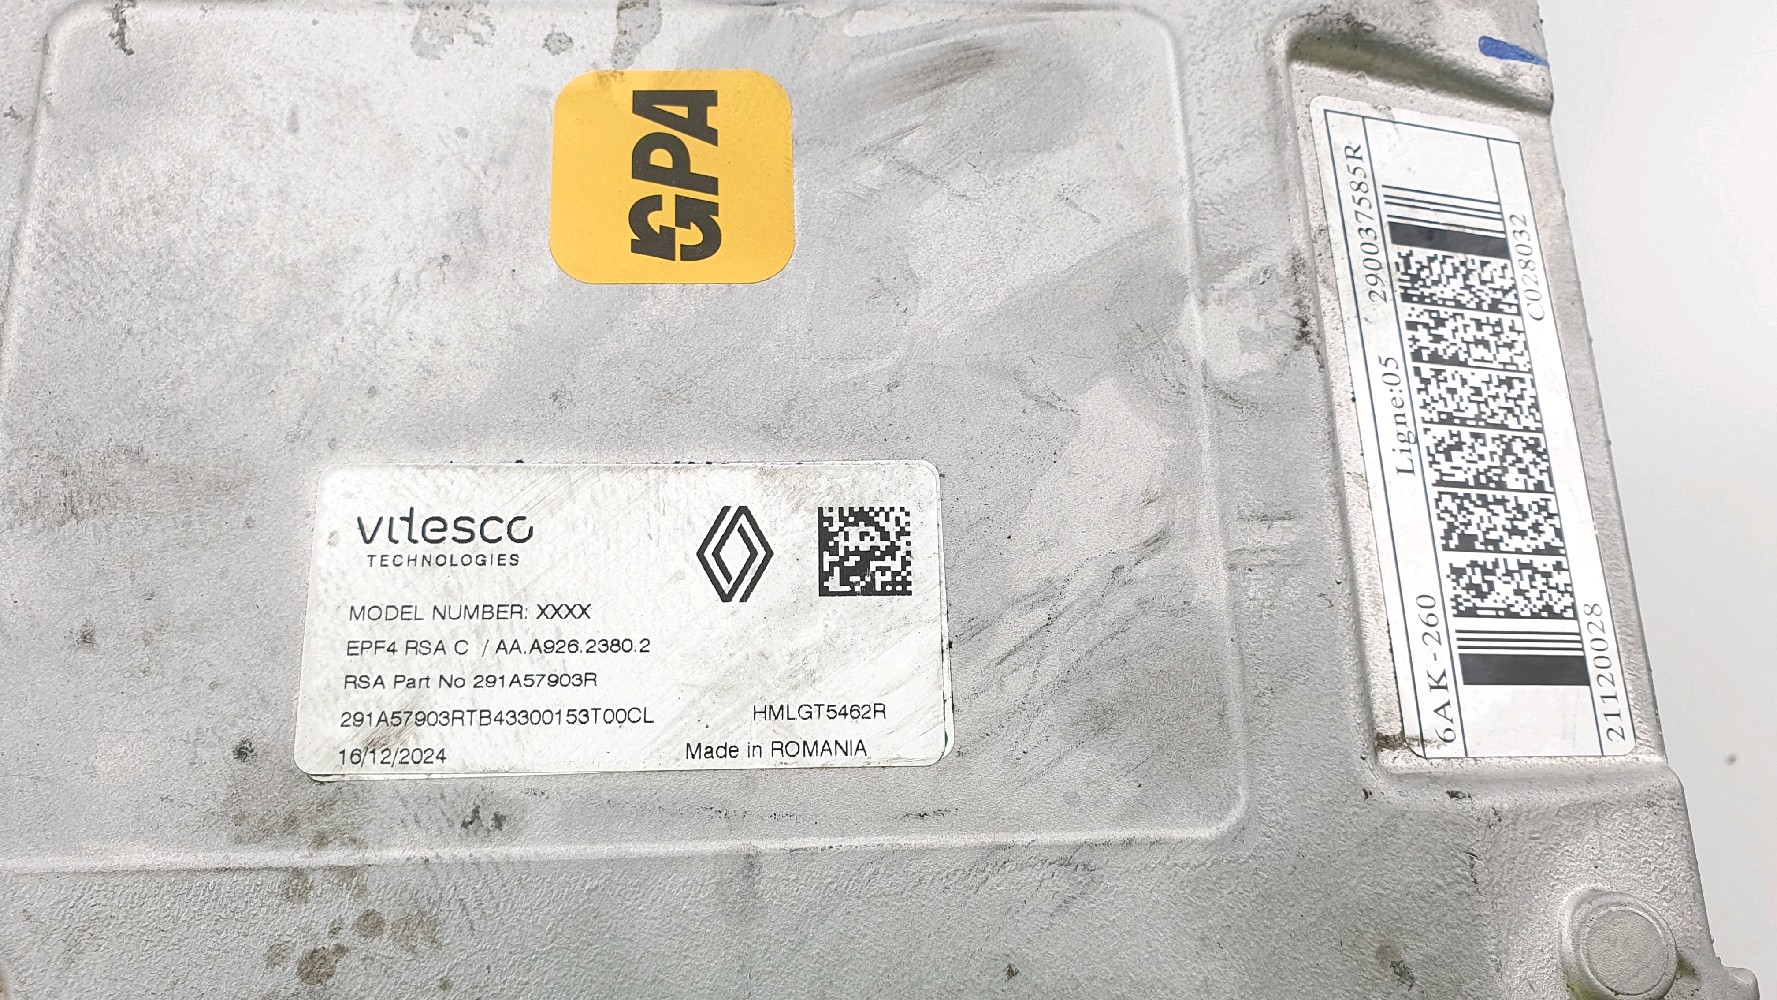 GPA
vitesco
TECHNOLOGIES
MODEL NUMBER: XXXX
EPF4 RSA C / AA.A926.2380.2
RSA Part No 291A57903R
291A57903RTB43300153T00CL HMLGT5462R
16/12/2024 Made in ROMANIA
6AK-260 Ligne:05 290037585R
211200028 C028032